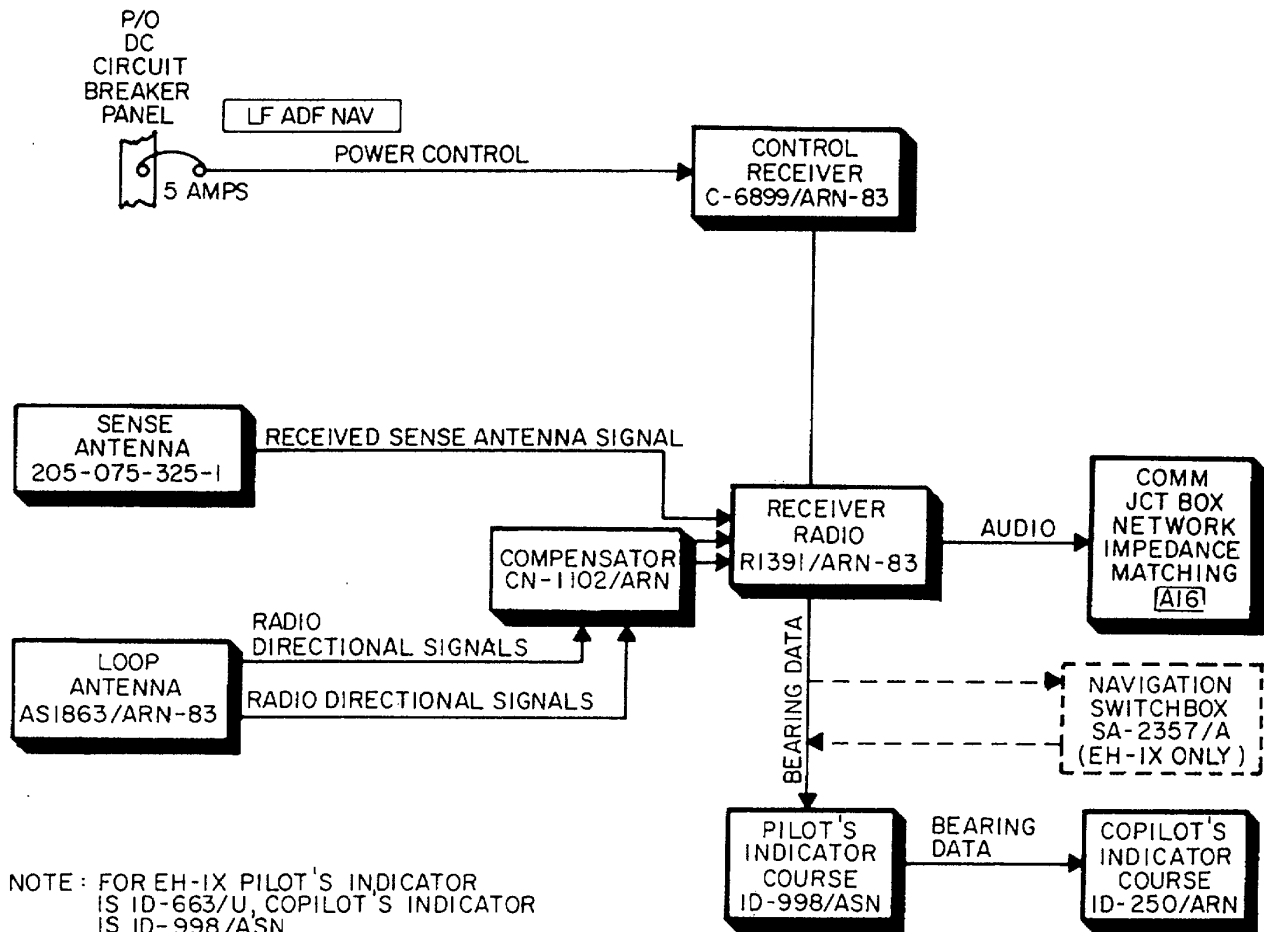 P/O
DC
CIRCUIT
BREAKER
PANEL
LF ADF NAV
5 AMPS
POWER CONTROL
CONTROL
RECEIVER
C-6899/ARN-83
SENSE
ANTENNA
205-075-325-1
RECEIVED SENSE ANTENNA SIGNAL
RECEIVER
RADIO
R1391/ARN-83
AUDIO
COMM
JCT BOX
NETWORK
IMPEDANCE
MATCHING
A16
COMPENSATOR
CN-1102/ARN
LOOP
ANTENNA
AS1863/ARN-83
RADIO
DIRECTIONAL SIGNALS
RADIO DIRECTIONAL SIGNALS
BEARING DATA
NAVIGATION
SWITCHBOX
SA-2357/A
(EH-1X ONLY)
PILOT'S
INDICATOR
COURSE
ID-998/ASN
BEARING
DATA
COPILOT'S
INDICATOR
COURSE
ID-250/ARN
NOTE: FOR EH-1X PILOT'S INDICATOR
IS ID-663/U, COPILOT'S INDICATOR
IS ID-998/ASN